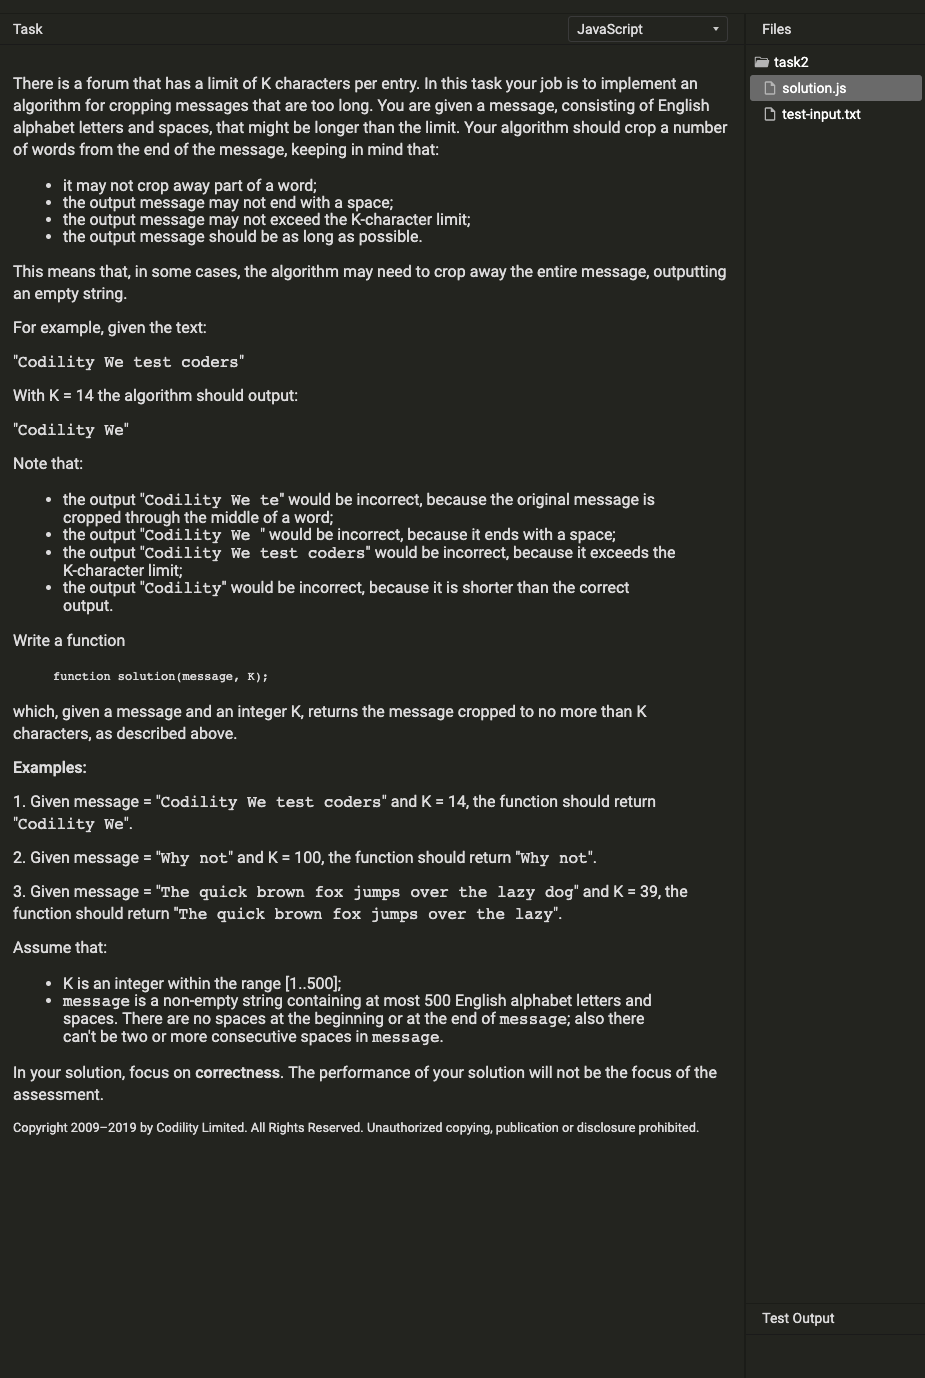 Task
JavaScript
Files
task2
solution.js
test-input.txt
There is a forum that has a limit of K characters per entry. In this task your job is to implement an
algorithm for cropping messages that are too long. You are given a message, consisting of English
alphabet letters and spaces, that might be longer than the limit. Your algorithm should crop a number
of words from the end of the message, keeping in mind that:
• it may not crop away part of a word;
• the output message may not end with a space;
• the output message may not exceed the K-character limit;
• the output message should be as long as possible.
This means that, in some cases, the algorithm may need to crop away the entire message, outputting
an empty string.
For example, given the text:
"Codility We test coders"
With K = 14 the algorithm should output:
"Codility We"
Note that:
• the output "Codility We te" would be incorrect, because the original message is
cropped through the middle of a word;
• the output "Codility We " would be incorrect, because it ends with a space;
• the output "Codility We test coders" would be incorrect, because it exceeds the
K-character limit;
• the output "Codility" would be incorrect, because it is shorter than the correct
output.
Write a function
function solution(message, K);
which, given a message and an integer K, returns the message cropped to no more than K
characters, as described above.
Examples:
1. Given message = "Codility We test coders" and K = 14, the function should return
"Codility We".
2. Given message = "Why not" and K = 100, the function should return "Why not".
3. Given message = "The quick brown fox jumps over the lazy dog" and K = 39, the
function should return "The quick brown fox jumps over the lazy".
Assume that:
• K is an integer within the range [1..500];
• message is a non-empty string containing at most 500 English alphabet letters and
spaces. There are no spaces at the beginning or at the end of message; also there
can't be two or more consecutive spaces in message.
In your solution, focus on correctness. The performance of your solution will not be the focus of the
assessment.
Copyright 2009–2019 by Codility Limited. All Rights Reserved. Unauthorized copying, publication or disclosure prohibited.
Test Output